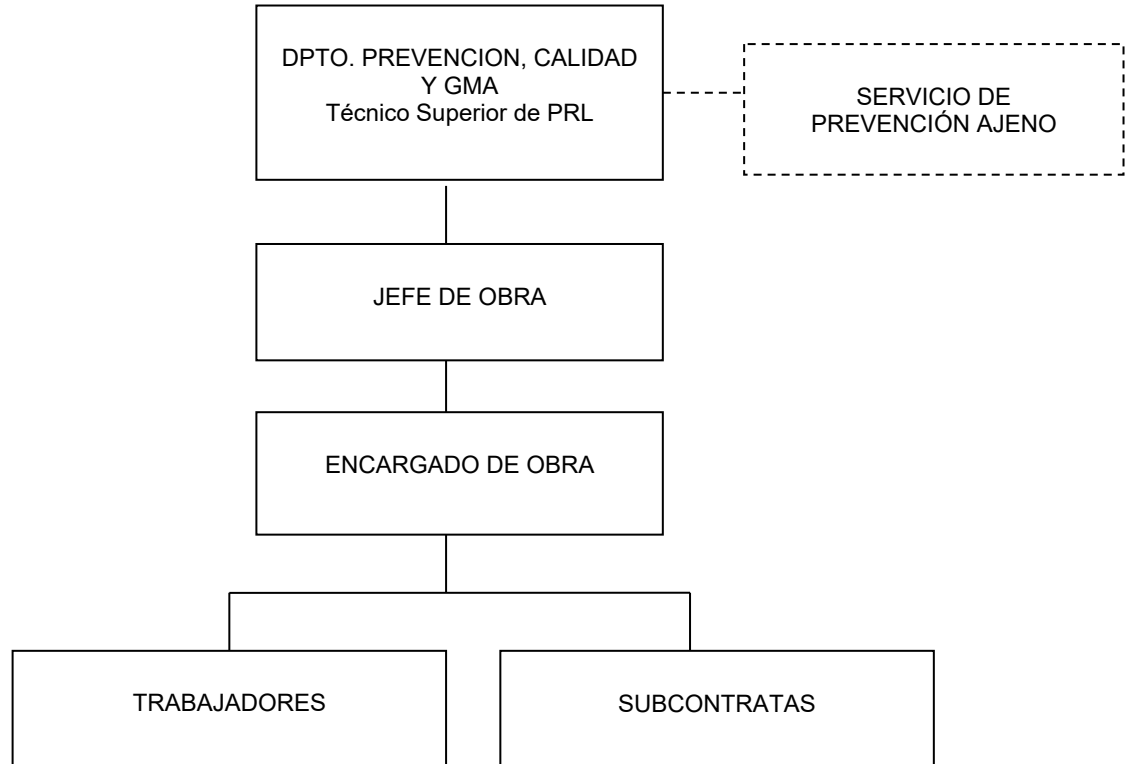 DPTO. PREVENCION, CALIDAD
Y GMA
Técnico Superior de PRL
SERVICIO DE
PREVENCIÓN AJENO
JEFE DE OBRA
ENCARGADO DE OBRA
TRABAJADORES
SUBCONTRATAS